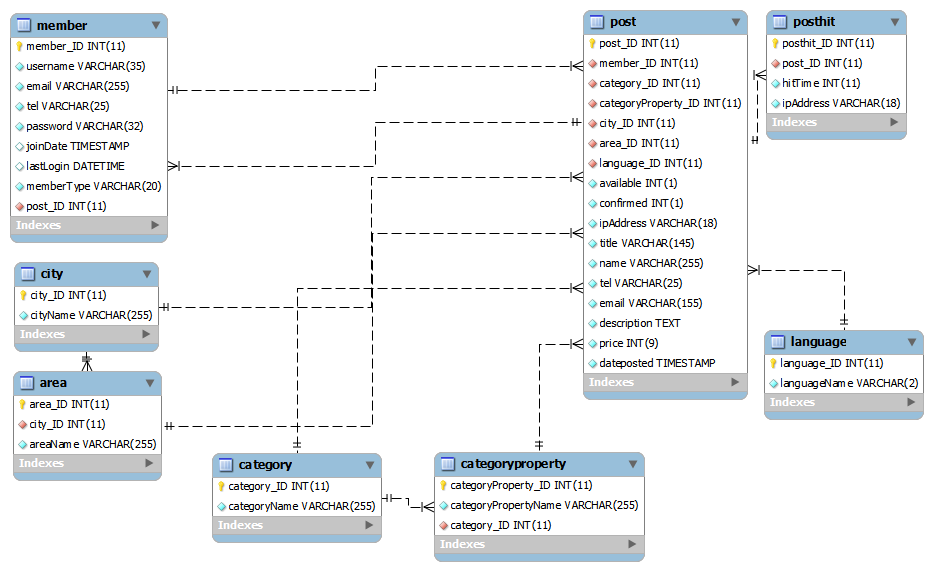 member
member_ID INT(11)
username VARCHAR(35)
email VARCHAR(255)
tel VARCHAR(25)
password VARCHAR(32)
joinDate TIMESTAMP
lastLogin DATETIME
memberType VARCHAR(20)
post_ID INT(11)
Indexes
post
post_ID INT(11)
member_ID INT(11)
category_ID INT(11)
categoryProperty_ID INT(11)
city_ID INT(11)
area_ID INT(11)
language_ID INT(11)
available INT(1)
confirmed INT(1)
ipAddress VARCHAR(18)
title VARCHAR(145)
name VARCHAR(255)
tel VARCHAR(25)
email VARCHAR(155)
description TEXT
price INT(9)
dateposted TIMESTAMP
Indexes
posthit
posthit_ID INT(11)
post_ID INT(11)
hitTime INT(11)
ipAddress VARCHAR(18)
Indexes
city
city_ID INT(11)
cityName VARCHAR(255)
Indexes
area
area_ID INT(11)
city_ID INT(11)
areaName VARCHAR(255)
Indexes
language
language_ID INT(11)
languageName VARCHAR(2)
Indexes
category
category_ID INT(11)
categoryName VARCHAR(255)
Indexes
categoryproperty
categoryProperty_ID INT(11)
categoryPropertyName VARCHAR(255)
category_ID INT(11)
Indexes